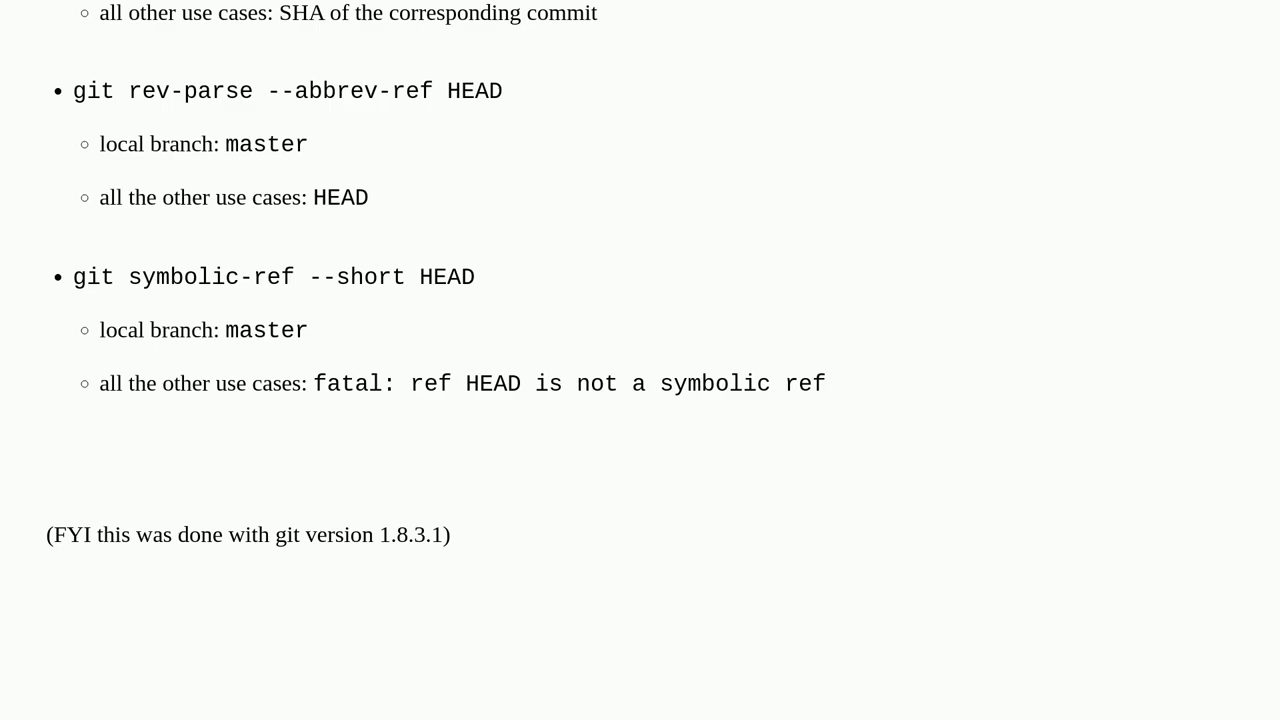 ◦ all other use cases: SHA of the corresponding commit
• git rev-parse --abbrev-ref HEAD
◦ local branch: master
◦ all the other use cases: HEAD
• git symbolic-ref --short HEAD
◦ local branch: master
◦ all the other use cases: fatal: ref HEAD is not a symbolic ref
(FYI this was done with git version 1.8.3.1)